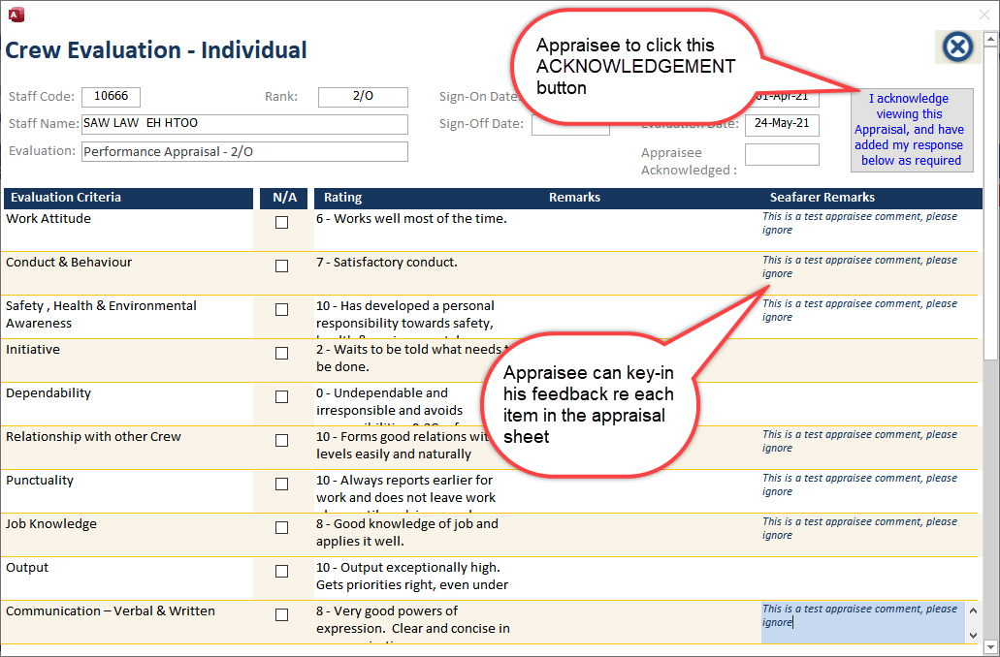 Crew Evaluation - Individual
Appraisee to click this
ACKNOWLEDGEMENT
button
Staff Code: 10666 Rank: 2/O Sign-On Date: 01-Apr-21
Staff Name: SAW LAW EH HTOO Sign-Off Date: Evaluation Date: 24-May-21
Evaluation: Performance Appraisal - 2/O
Appraisee
Acknowledged :
I acknowledge
viewing this
Appraisal, and have
added my response
below as required
Evaluation Criteria N/A Rating Remarks Seafarer Remarks
Work Attitude 6 - Works well most of the time. This is a test appraisee comment, please
ignore
Conduct & Behaviour 7 - Satisfactory conduct. This is a test appraisee comment, please
ignore
Safety , Health & Environmental 10 - Has developed a personal This is a test appraisee comment, please
Awareness responsibility towards safety, ignore
Initiative 2 - Waits to be told what needs
be done.
Appraisee can key-in
his feedback re each
item in the appraisal
sheet
Dependability 0 - Undependable and
irresponsible and avoids
Relationship with other Crew 10 - Forms good relations This is a test appraisee comment, please
levels easily and naturally ignore
Punctuality 10 - Always reports earlier for This is a test appraisee comment, please
work and does not leave work ignore
Job Knowledge 8 - Good knowledge of job and This is a test appraisee comment, please
applies it well. ignore
Output 10 - Output exceptionally high.
Gets priorities right, even under
Communication – Verbal & Written 8 - Very good powers of This is a test appraisee comment, please
expression. Clear and concise in ignore